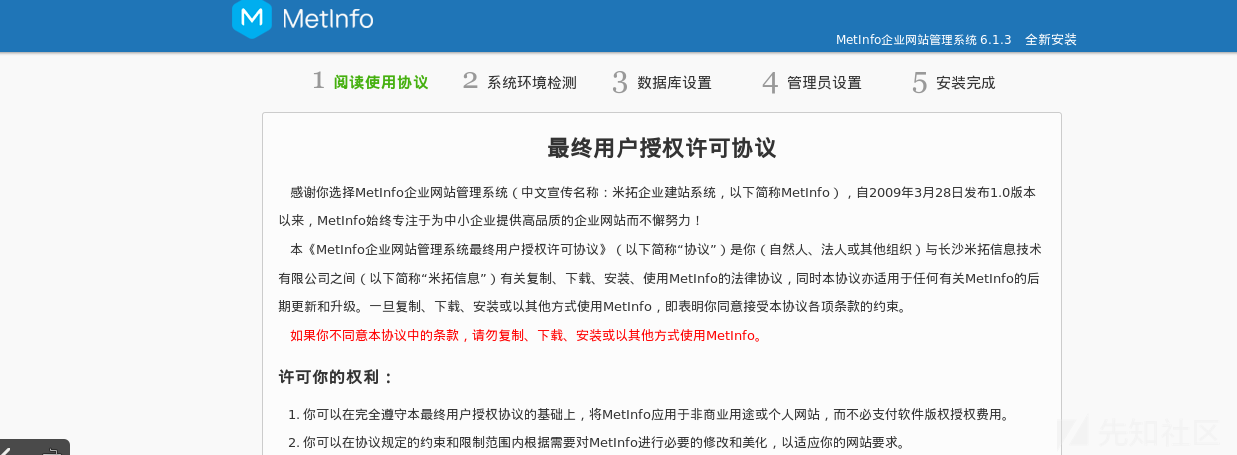 MetInfo
MetInfo企业网站管理系统 6.1.3 全新安装
1 阅读使用协议 2 系统环境检测 3 数据库设置 4 管理员设置 5 安装完成
最终用户授权许可协议
感谢你选择MetInfo企业网站管理系统（中文宣传名称：米拓企业建站系统，以下简称MetInfo），自2009年3月28日发布1.0版本
以来，MetInfo始终专注于为中小企业提供高品质的企业网站而不懈努力！
本《MetInfo企业网站管理系统最终用户授权许可协议》（以下简称“协议”）是你（自然人、法人或其他组织）与长沙米拓信息技术
有限公司之间（以下简称“米拓信息”）有关复制、下载、安装、使用MetInfo的法律协议，同时本协议亦适用于任何有关MetInfo的后
期更新和升级。一旦复制、下载、安装或以其他方式使用MetInfo，即表明你同意接受本协议各项条款的约束。
如果你不同意本协议中的条款，请勿复制、下载、安装或以其他方式使用MetInfo。
许可你的权利：
1. 你可以在完全遵守本最终用户授权协议的基础上，将MetInfo应用于非商业用途或个人网站，而不必支付软件版权授权费用。
2. 你可以在协议规定的约束和限制范围内根据需要对MetInfo进行必要的修改和美化，以适应你的网站要求。
先知社区